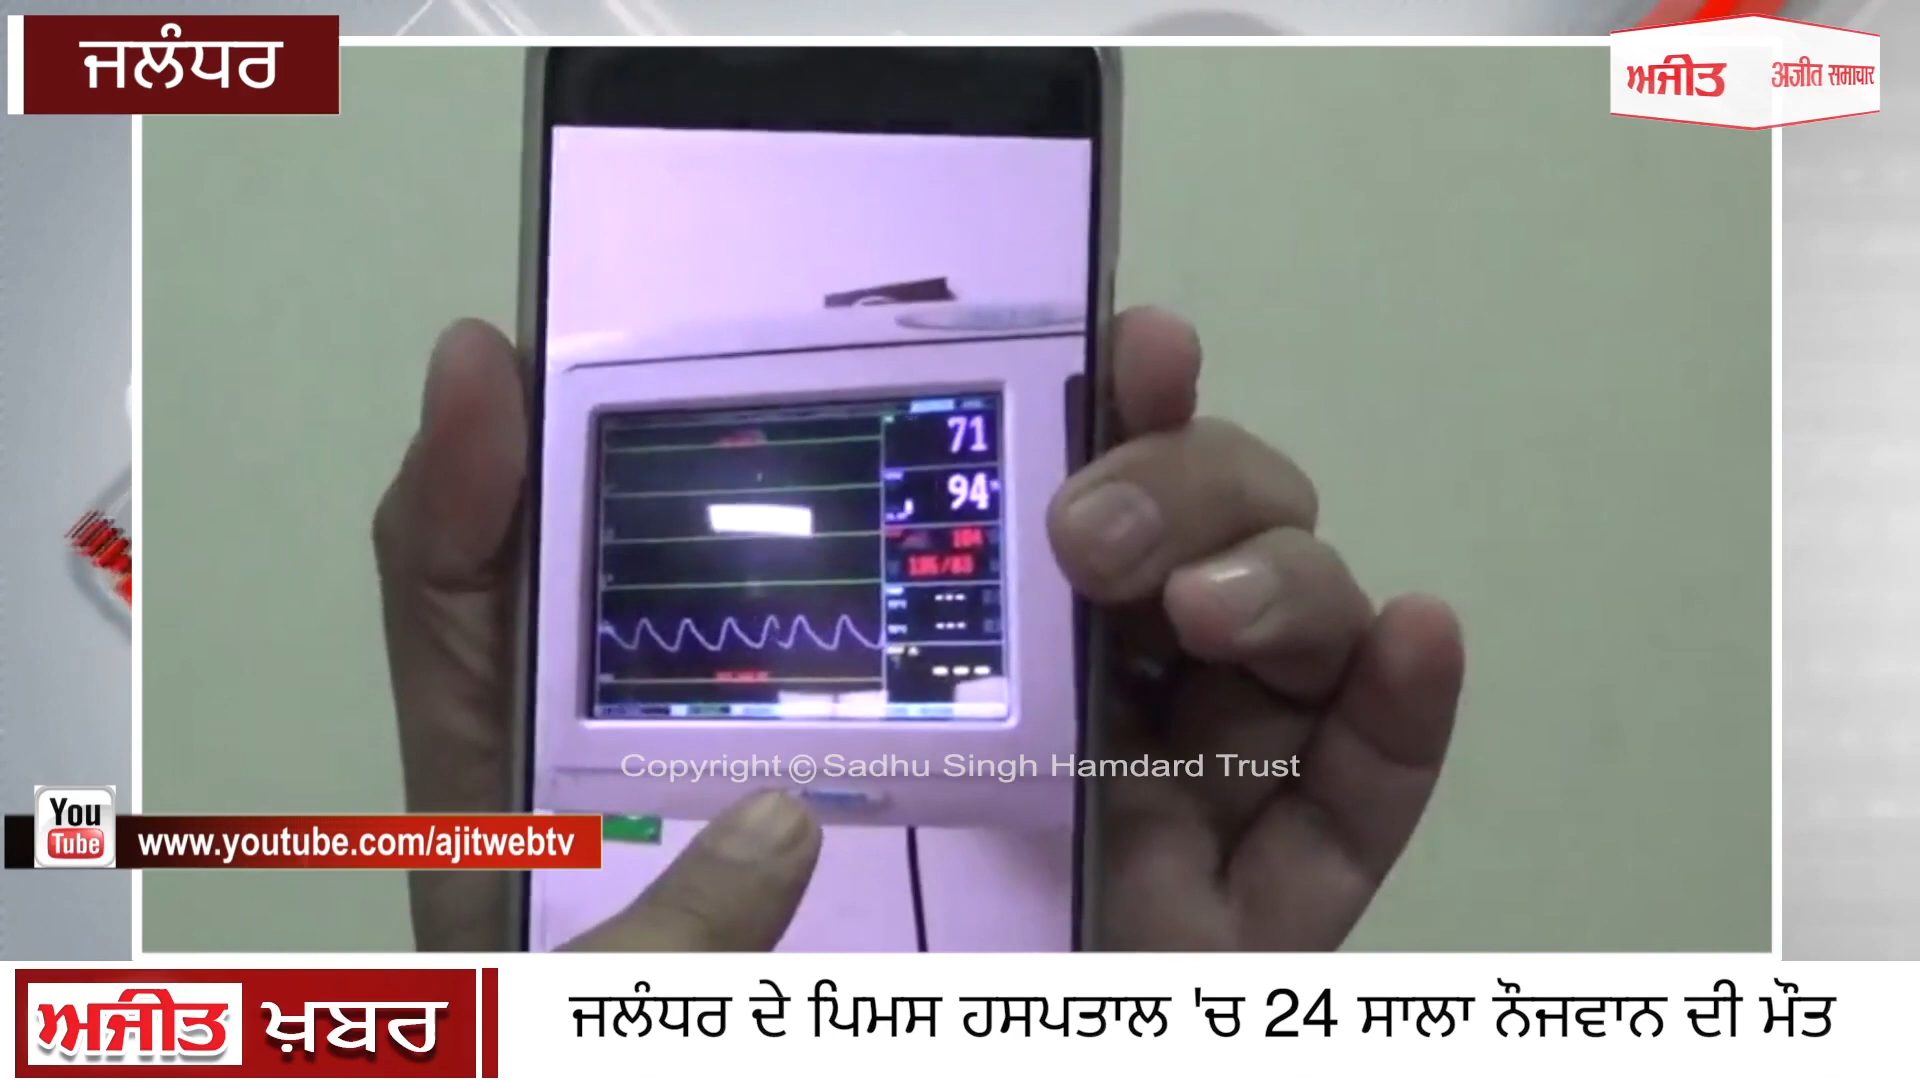 ਜਲੰਧਰ
ਅਜੀਤ अजीत समाचार
71
94
Copyright © Sadhu Singh Hamdard Trust
You
Tube
www.youtube.com/ajitwebtv
ਅਜੀਤ ਖ਼ਬਰ
ਜਲੰਧਰ ਦੇ ਪਿਮਸ ਹਸਪਤਾਲ 'ਚ 24 ਸਾਲਾ ਨੌਜਵਾਨ ਦੀ ਮੌਤ